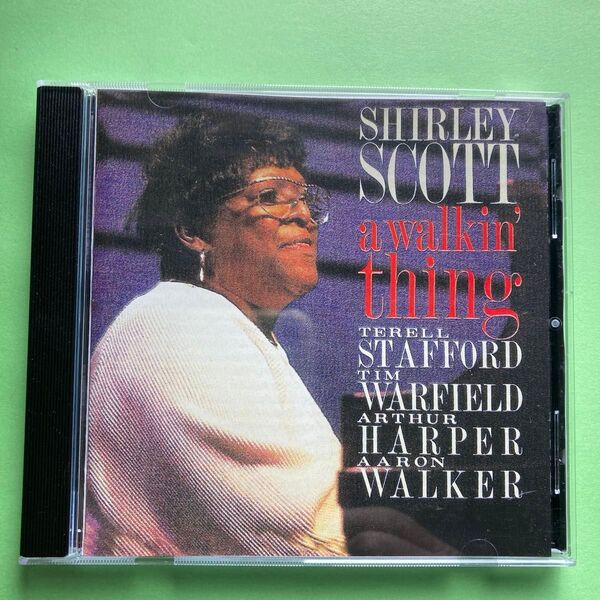 SHIRLEY
SCOTT
a walkin'
thing
TERELL
STAFFORD
TIM
WARFIELD
ARTHUR
HARPER
AARON
WALKER